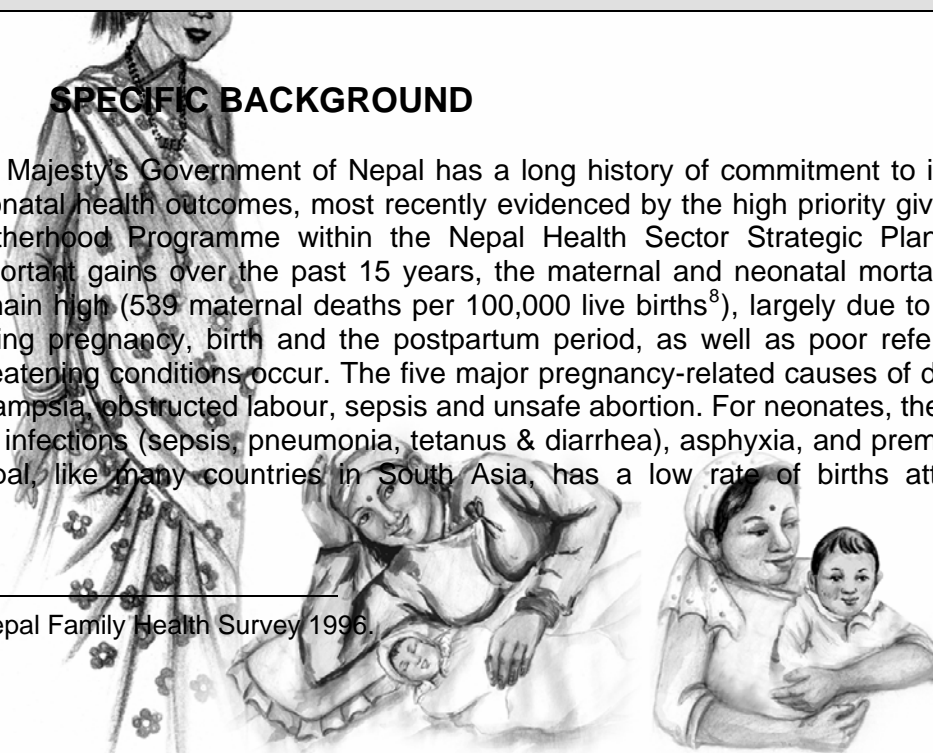 SPECIFIC BACKGROUND
Majesty's Government of Nepal has a long history of commitment to i
onatal health outcomes, most recently evidenced by the high priority giv
therhood Programme within the Nepal Health Sector Strategic Plan
ortant gains over the past 15 years, the maternal and neonatal morta
ain high (539 maternal deaths per 100,000 live births⁸), largely due to
ing pregnancy, birth and the postpartum period, as well as poor refe
eatening conditions occur. The five major pregnancy-related causes of d
ampsia, obstructed labour, sepsis and unsafe abortion. For neonates, the
infections (sepsis, pneumonia, tetanus & diarrhea), asphyxia, and prem
pal, like many countries in South Asia, has a low rate of births att
epal Family Health Survey 1996.